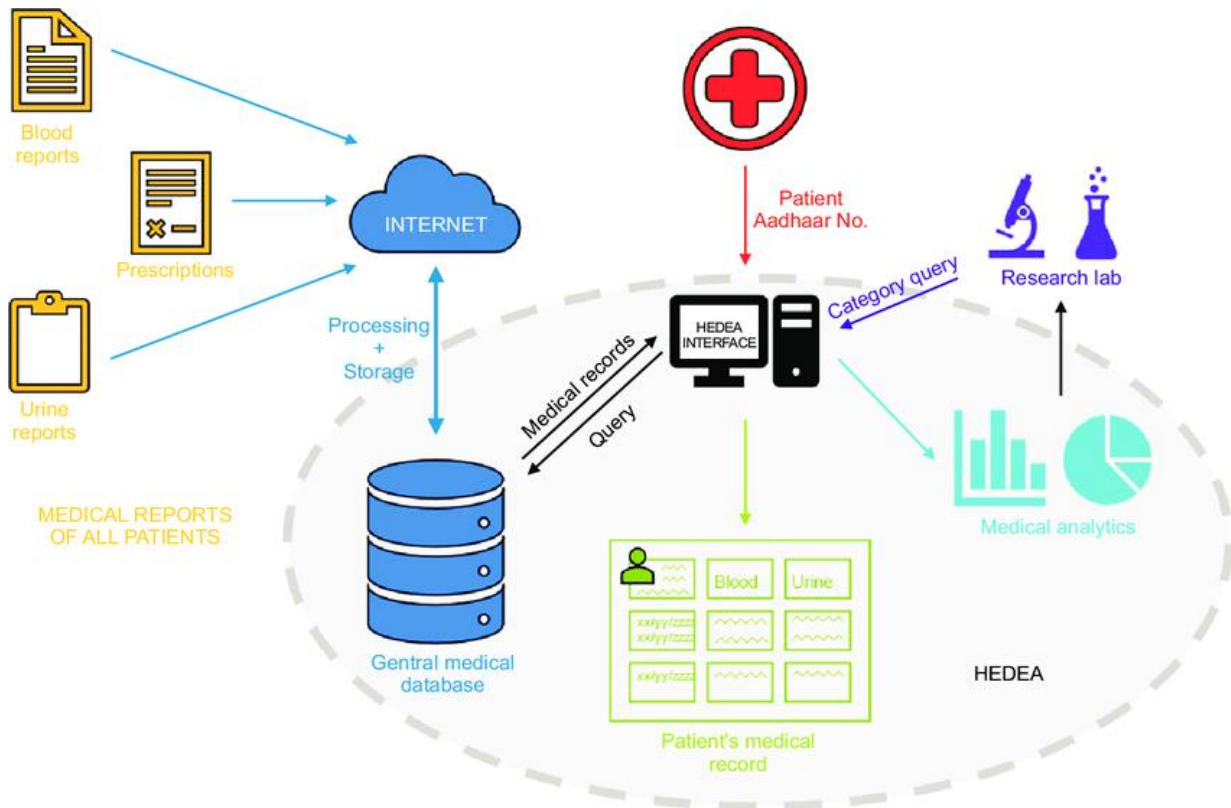 Blood
reports
Prescriptions
Urine
reports
MEDICAL REPORTS
OF ALL PATIENTS
INTERNET
Processing
+
Storage
Gentral medical
database
Patient
Aadhaar No.
HEDEA
INTERFACE
Medical records
Query
Category query
Research lab
Medical analytics
Blood
Urine
xx/yy/zzzz
xx/yy/zzzz
xx/yy/zzzz
Patient's medical
record
HEDEA